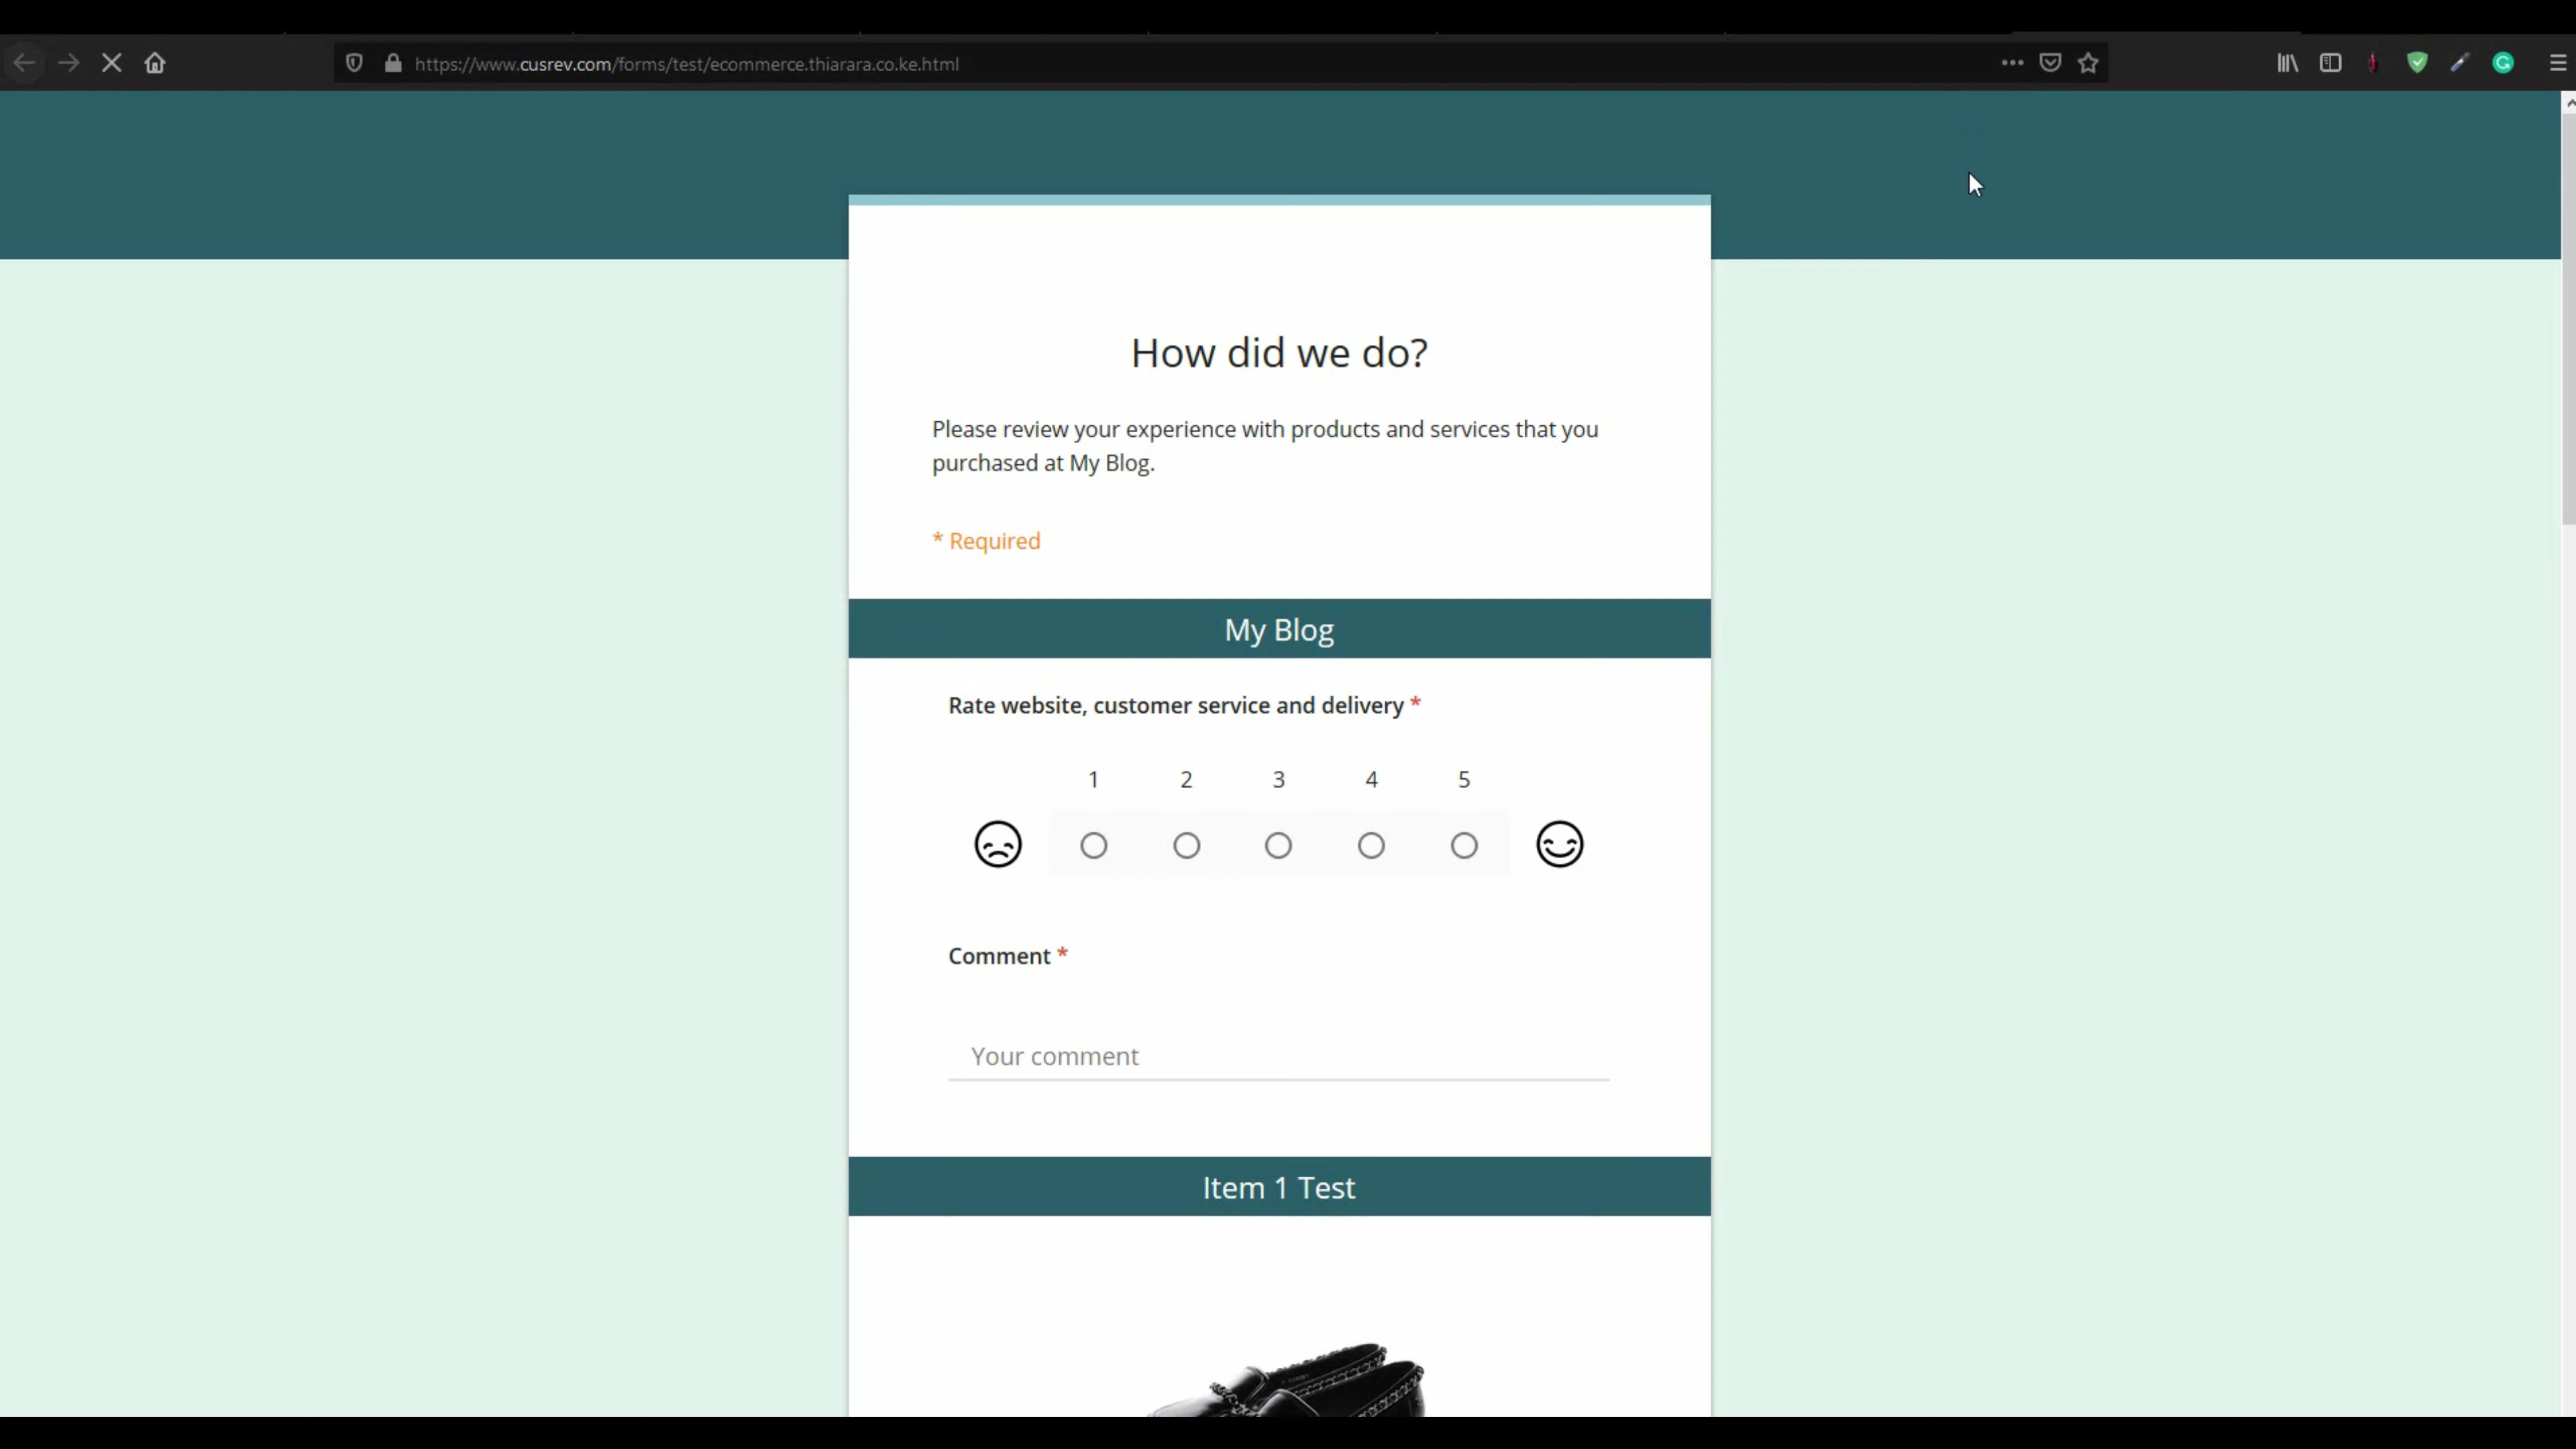 https://www.cusrev.com/forms/test/ecommerce.thiarara.co.ke.html
How did we do?
Please review your experience with products and services that you
purchased at My Blog.
* Required
My Blog
Rate website, customer service and delivery *
1 2 3 4 5
Comment *
Your comment
Item 1 Test